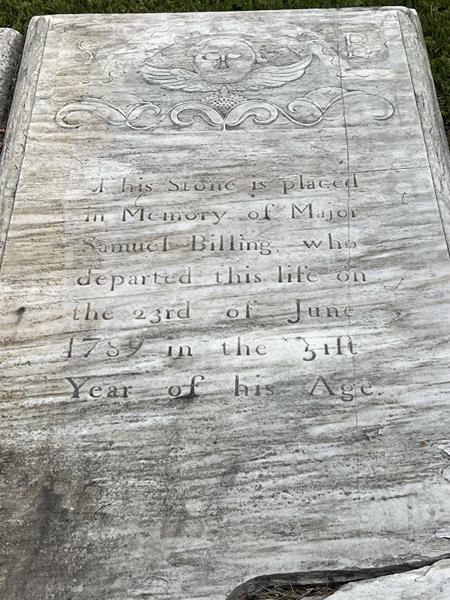 S B
This Stone is placed
in Memory of Major
Samuel Billing, who
departed this life on
the 23rd of June
1789 in the 51ſt
Year of his Age.